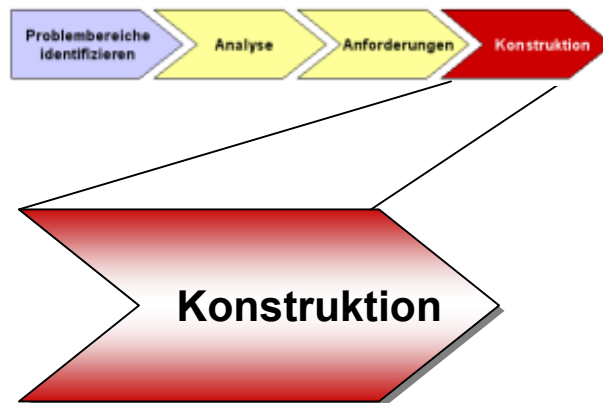 Problembereiche
identifizieren
Analyse
Anforderungen
Konstruktion
Konstruktion